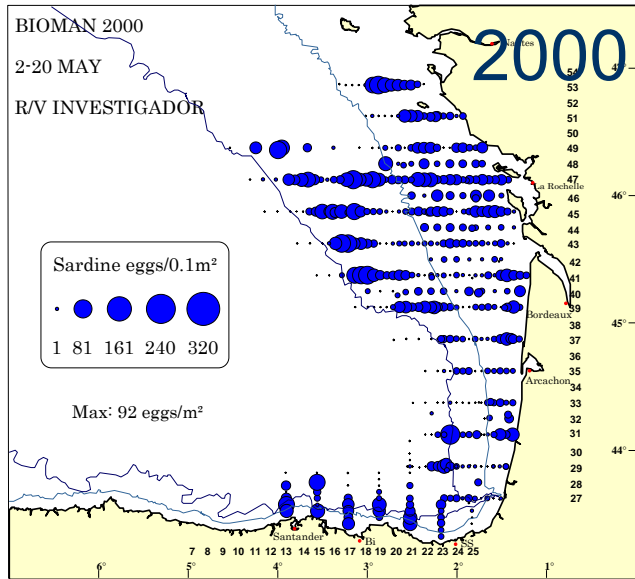 BIOMAN 2000
2-20 MAY
R/V INVESTIGADOR
2000
Nantes
47°
54
53
52
51
50
49
48
47
La Rochelle
46
46°
45
44
43
42
41
40
39
Bordeaux
45°
38
37
36
35
Arcachon
34
33
32
31
44°
30
29
28
27
Sardine eggs/0.1m²
1 81 161 240 320
Max: 92 eggs/m²
Santander
Bi
SS
7 8 9 10 11 12 13 14 15 16 17 18 19 20 21 22 23 24 25
6° 5° 4° 3° 2° 1°